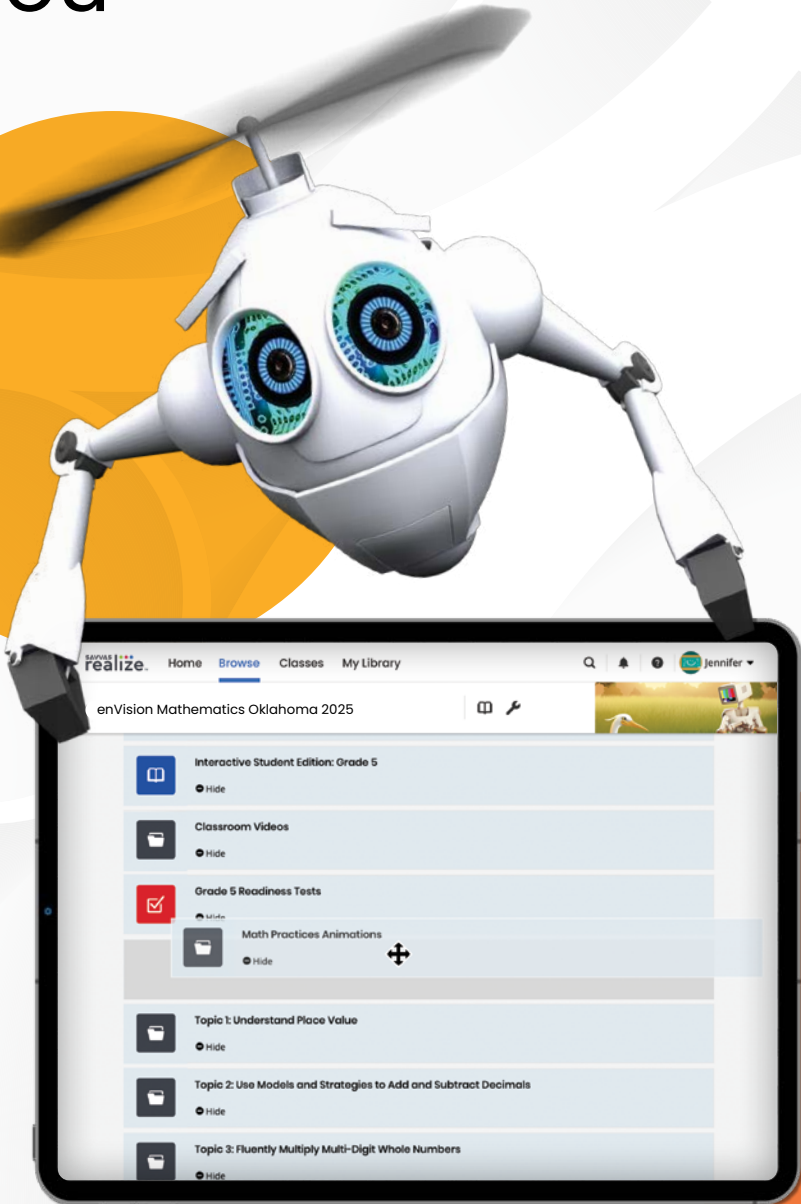 SAVVAS
realize.
Home Browse Classes My Library
Jennifer
enVision Mathematics Oklahoma 2025
Interactive Student Edition: Grade 5
Hide
Classroom Videos
Hide
Grade 5 Readiness Tests
Hide
Math Practices Animations
Hide
Topic 1: Understand Place Value
Hide
Topic 2: Use Models and Strategies to Add and Subtract Decimals
Hide
Topic 3: Fluently Multiply Multi-Digit Whole Numbers
Hide